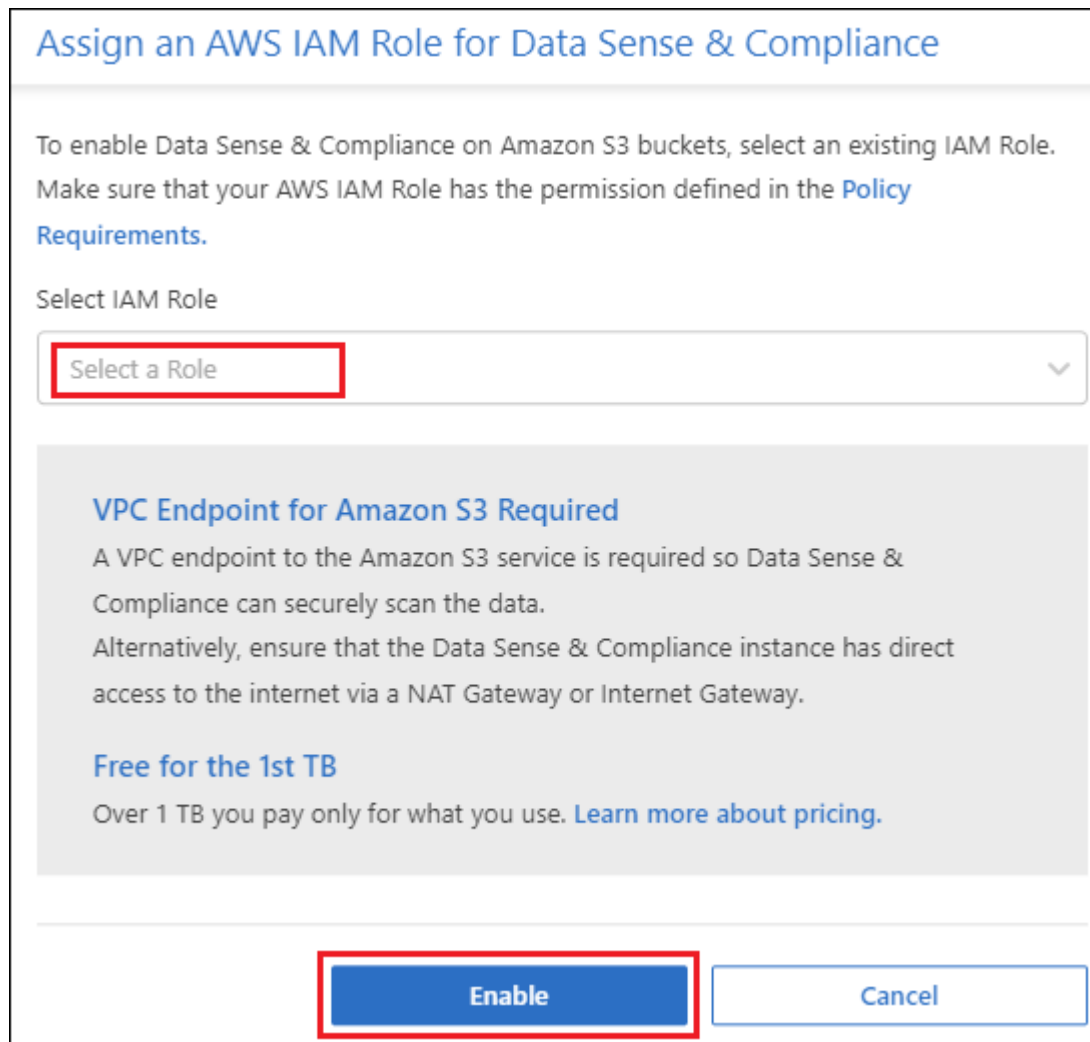 Assign an AWS IAM Role for Data Sense & Compliance
To enable Data Sense & Compliance on Amazon S3 buckets, select an existing IAM Role.
Make sure that your AWS IAM Role has the permission defined in the Policy
Requirements.
Select IAM Role
Select a Role
VPC Endpoint for Amazon S3 Required
A VPC endpoint to the Amazon S3 service is required so Data Sense &
Compliance can securely scan the data.
Alternatively, ensure that the Data Sense & Compliance instance has direct
access to the internet via a NAT Gateway or Internet Gateway.
Free for the 1st TB
Over 1 TB you pay only for what you use. Learn more about pricing.
Enable
Cancel